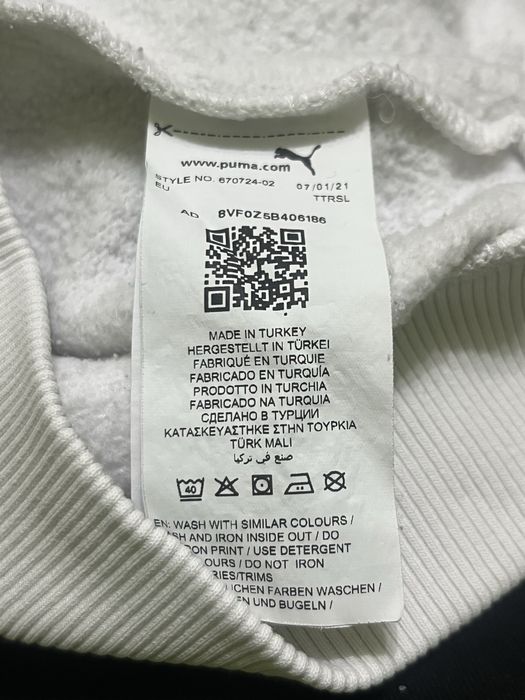 www.puma.com
STYLE NO. 670724-02 07/01/21
EU TTRSL
AD 8VF0Z5B406186
MADE IN TURKEY
HERGESTELLT IN TÜRKEI
FABRIQUÉ EN TURQUIE
FABRICADO EN TURQUÍA
PRODOTTO IN TURCHIA
FABRICADO NA TURQUIA
СДЕЛАНО В ТУРЦИИ
ΚΑΤΑΣΚΕΥΑΣΤΗΚΕ ΣΤΗΝ ΤΟΥΡΚΙΑ
TÜRK MALI
صنع في تركيا
40
EN: WASH WITH SIMILAR COLOURS /
AND IRON INSIDE OUT / DO
ON PRINT / USE DETERGENT
OURS / DO NOT IRON
RIES/TRIMS
FARBEN WASCHEN /
UND BUGELN /